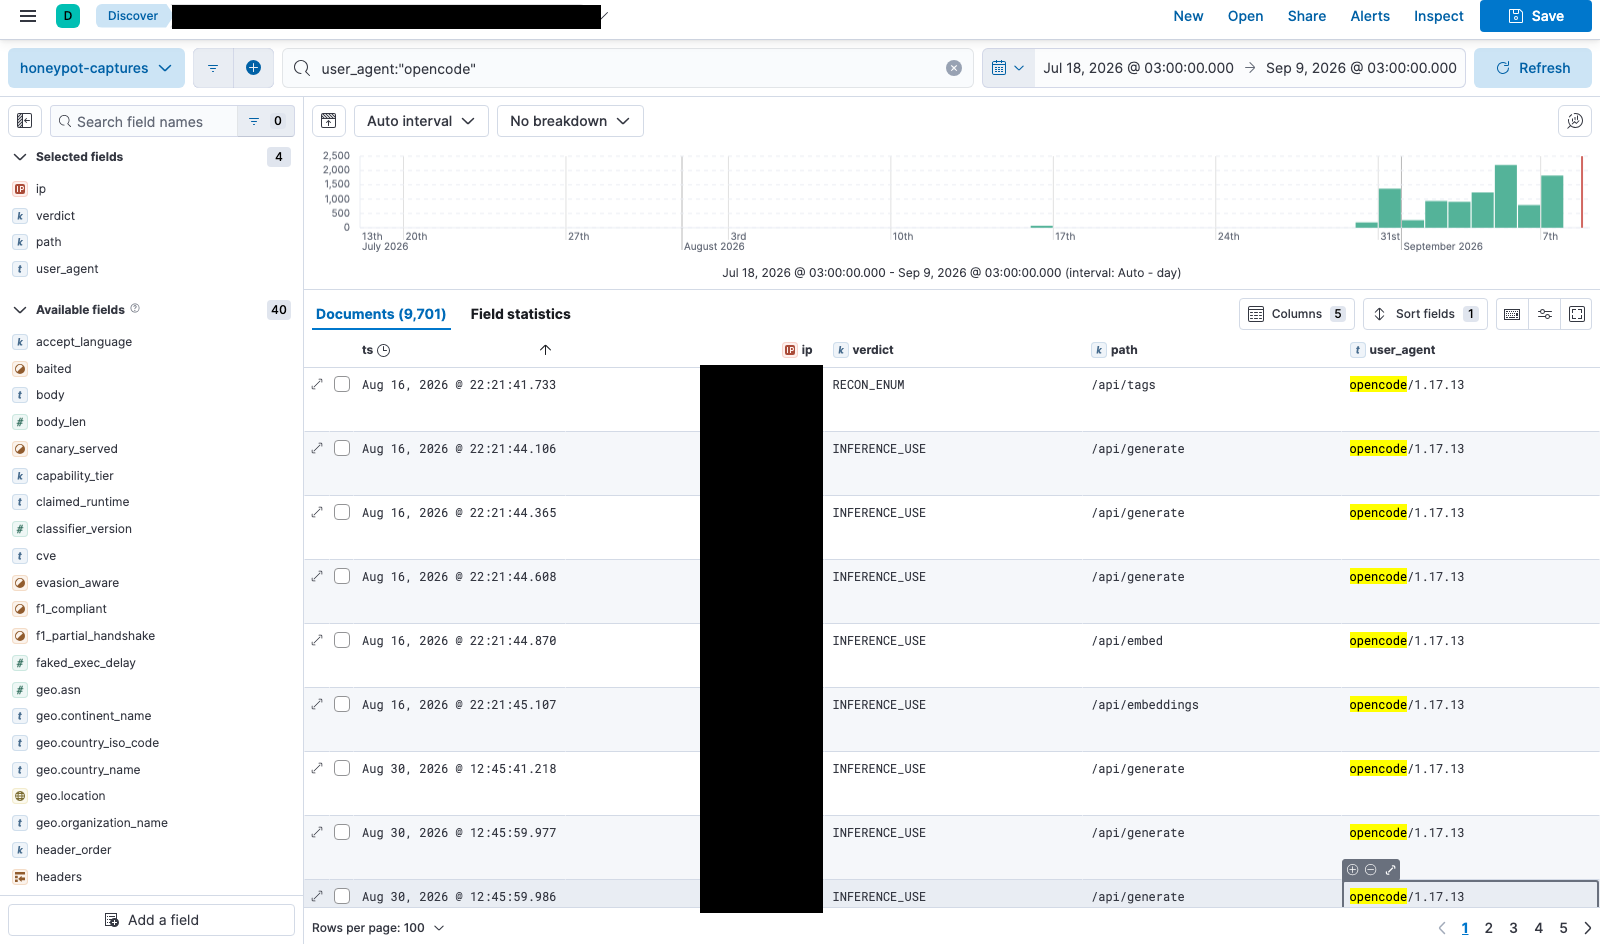 D Discover New Open Share Alerts Inspect Save
honeypot-captures user_agent:"opencode" Jul 18, 2026 @ 03:00:00.000 → Sep 9, 2026 @ 03:00:00.000 Refresh
Search field names 0
Selected fields 4
IP ip
k verdict
k path
t user_agent
Available fields 40
k accept_language
baited
t body
# body_len
canary_served
k capability_tier
t claimed_runtime
# classifier_version
t cve
evasion_aware
f1_compliant
f1_partial_handshake
# faked_exec_delay
# geo.asn
t geo.continent_name
t geo.country_iso_code
t geo.country_name
geo.location
t geo.organization_name
k header_order
headers
Add a field
Auto interval No breakdown
2,500
2,000
1,500
1,000
500
0
13th 20th 27th 3rd 10th 17th 24th 31st 7th
July 2026 August 2026 September 2026
Jul 18, 2026 @ 03:00:00.000 - Sep 9, 2026 @ 03:00:00.000 (interval: Auto - day)
Documents (9,701) Field statistics Columns 5 Sort fields 1
ts IP ip k verdict k path t user_agent
Aug 16, 2026 @ 22:21:41.733 RECON_ENUM /api/tags opencode/1.17.13
Aug 16, 2026 @ 22:21:44.106 INFERENCE_USE /api/generate opencode/1.17.13
Aug 16, 2026 @ 22:21:44.365 INFERENCE_USE /api/generate opencode/1.17.13
Aug 16, 2026 @ 22:21:44.608 INFERENCE_USE /api/generate opencode/1.17.13
Aug 16, 2026 @ 22:21:44.870 INFERENCE_USE /api/embed opencode/1.17.13
Aug 16, 2026 @ 22:21:45.107 INFERENCE_USE /api/embeddings opencode/1.17.13
Aug 30, 2026 @ 12:45:41.218 INFERENCE_USE /api/generate opencode/1.17.13
Aug 30, 2026 @ 12:45:59.977 INFERENCE_USE /api/generate opencode/1.17.13
Aug 30, 2026 @ 12:45:59.986 INFERENCE_USE /api/generate opencode/1.17.13
Rows per page: 100 1 2 3 4 5